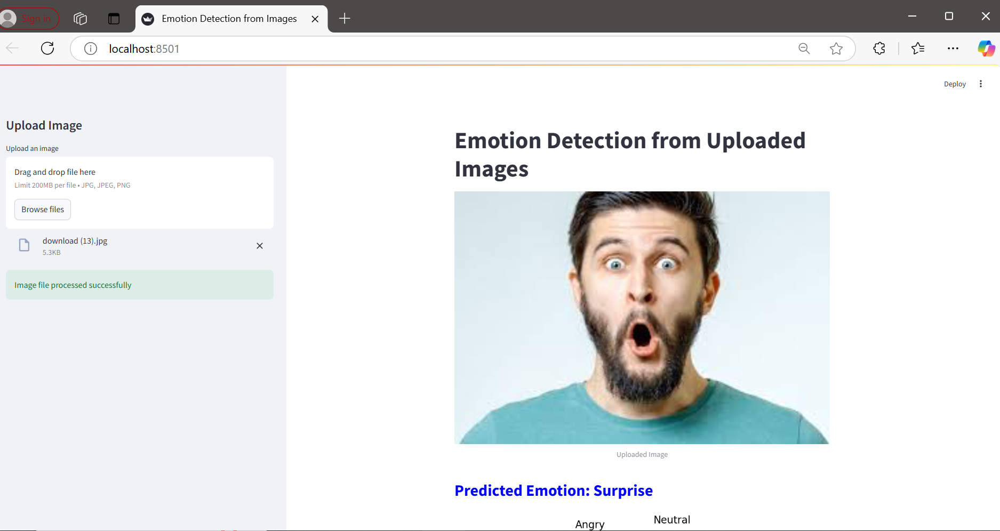 Sign in
Emotion Detection from Images
localhost:8501
Deploy
Upload Image
Upload an image
Drag and drop file here
Limit 200MB per file • JPG, JPEG, PNG
Browse files
download (13).jpg
5.3KB
Image file processed successfully
Emotion Detection from Uploaded
Images
Uploaded Image
Predicted Emotion: Surprise
Angry
Neutral